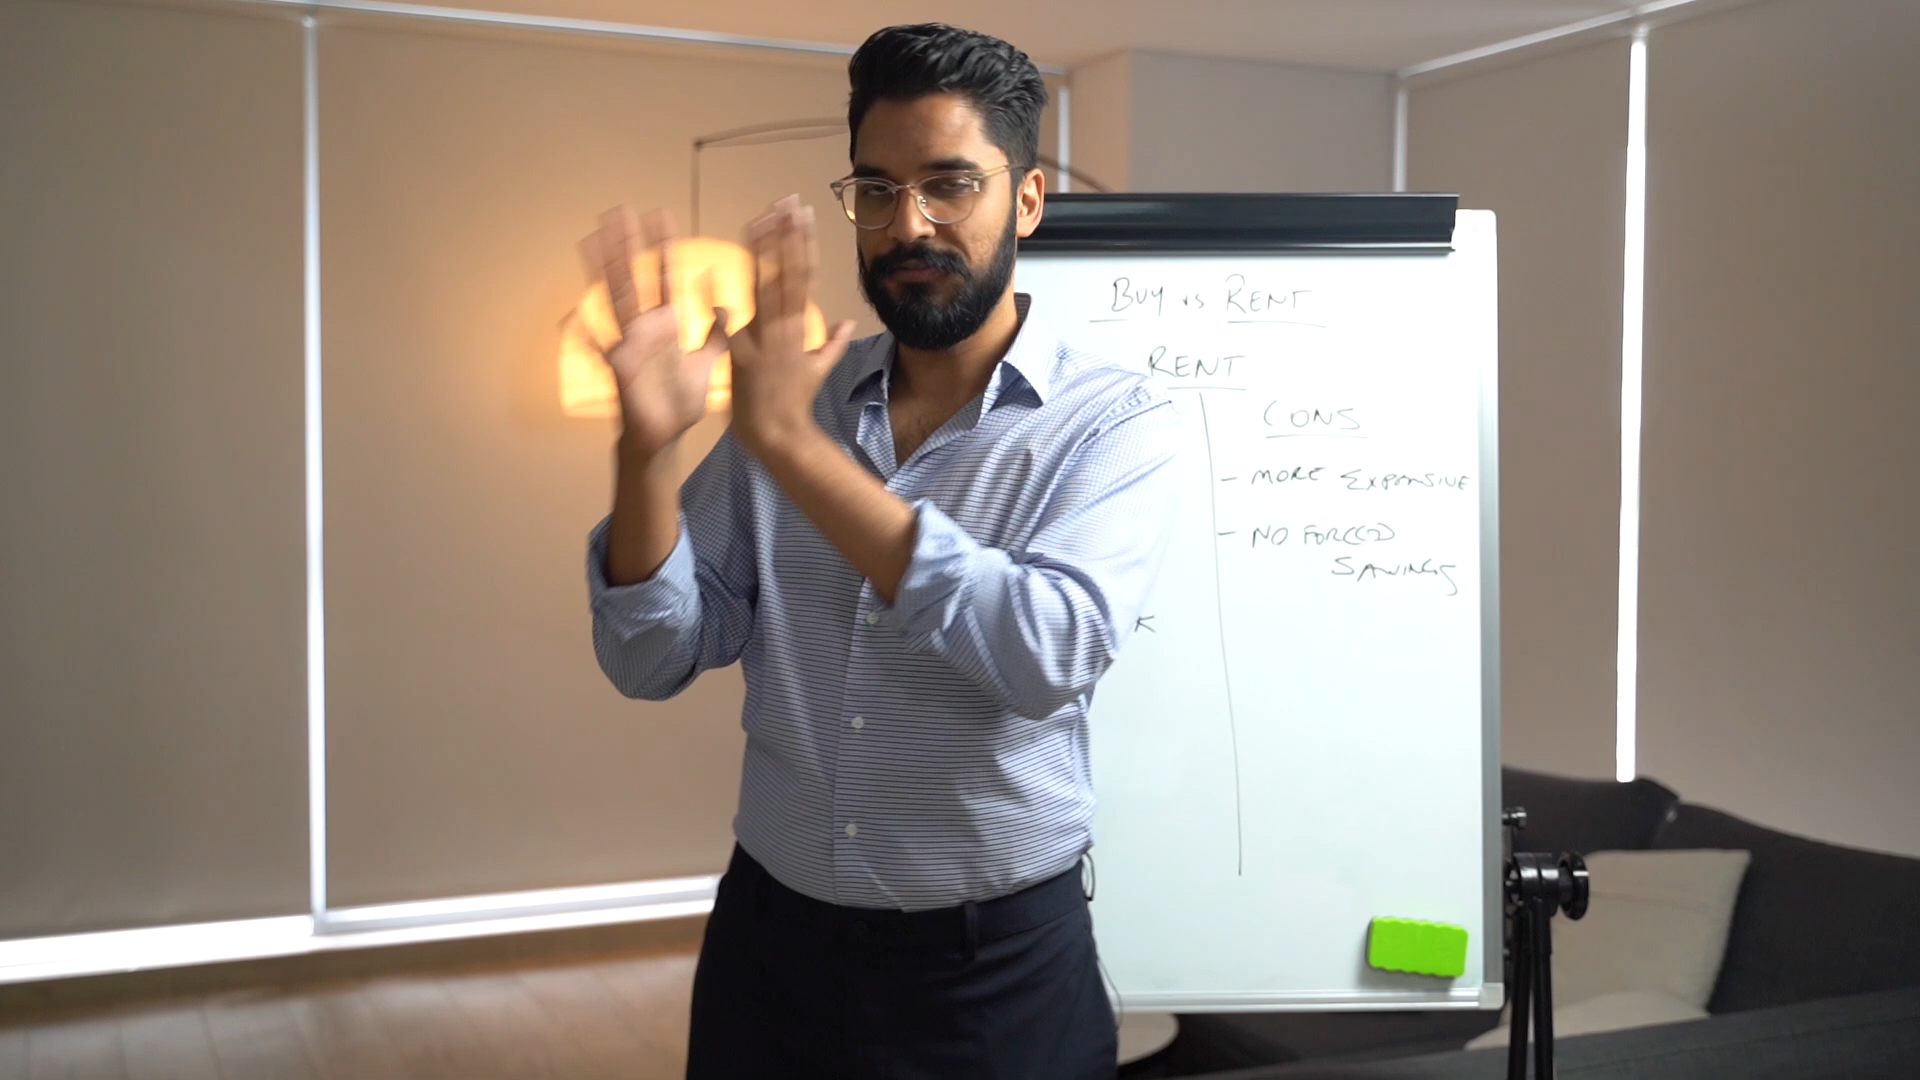 BUY vs RENT
RENT
CONS
- MORE EXPENSIVE
- NO FORCED
SAVINGS
K